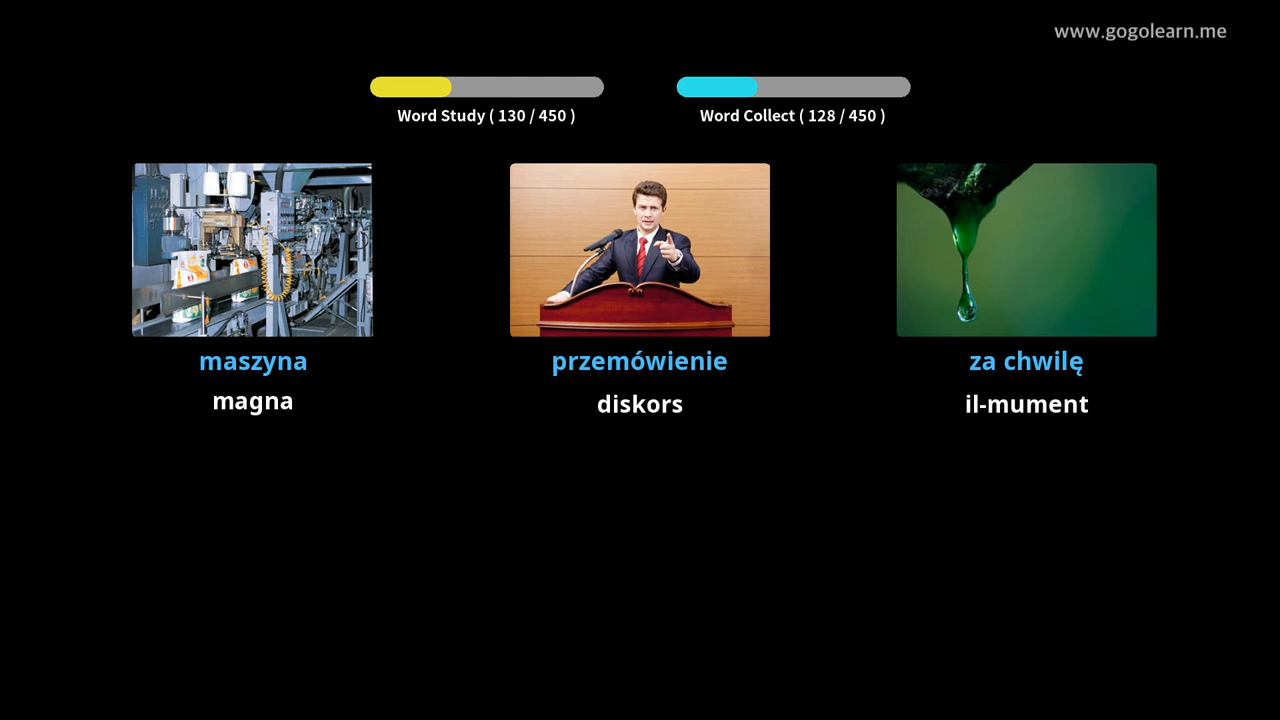 www.gogolearn.me
Word Study ( 130 / 450 )
Word Collect ( 128 / 450 )
maszyna
magna
przemówienie
diskors
za chwilę
il-mument